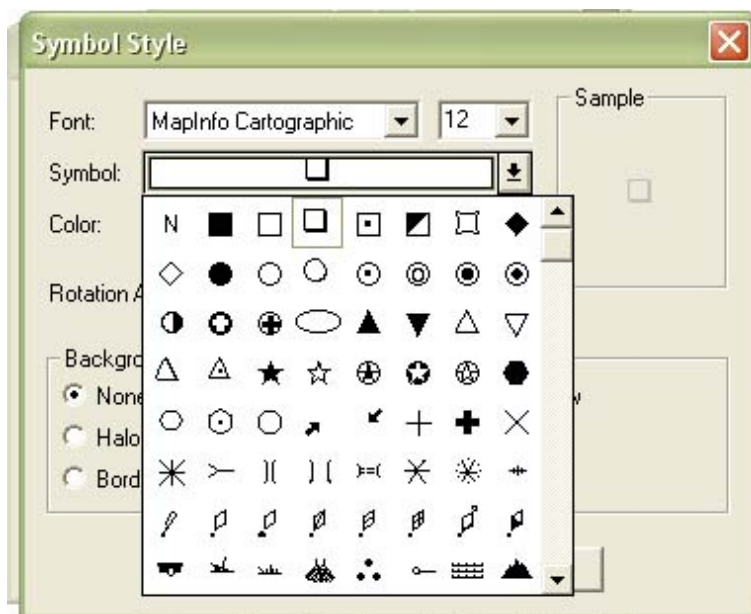 Symbol Style
Font: MapInfo Cartographic 12 Sample
Symbol:
Color:
N
Rotation A
Backgro
None
Halo
Bord